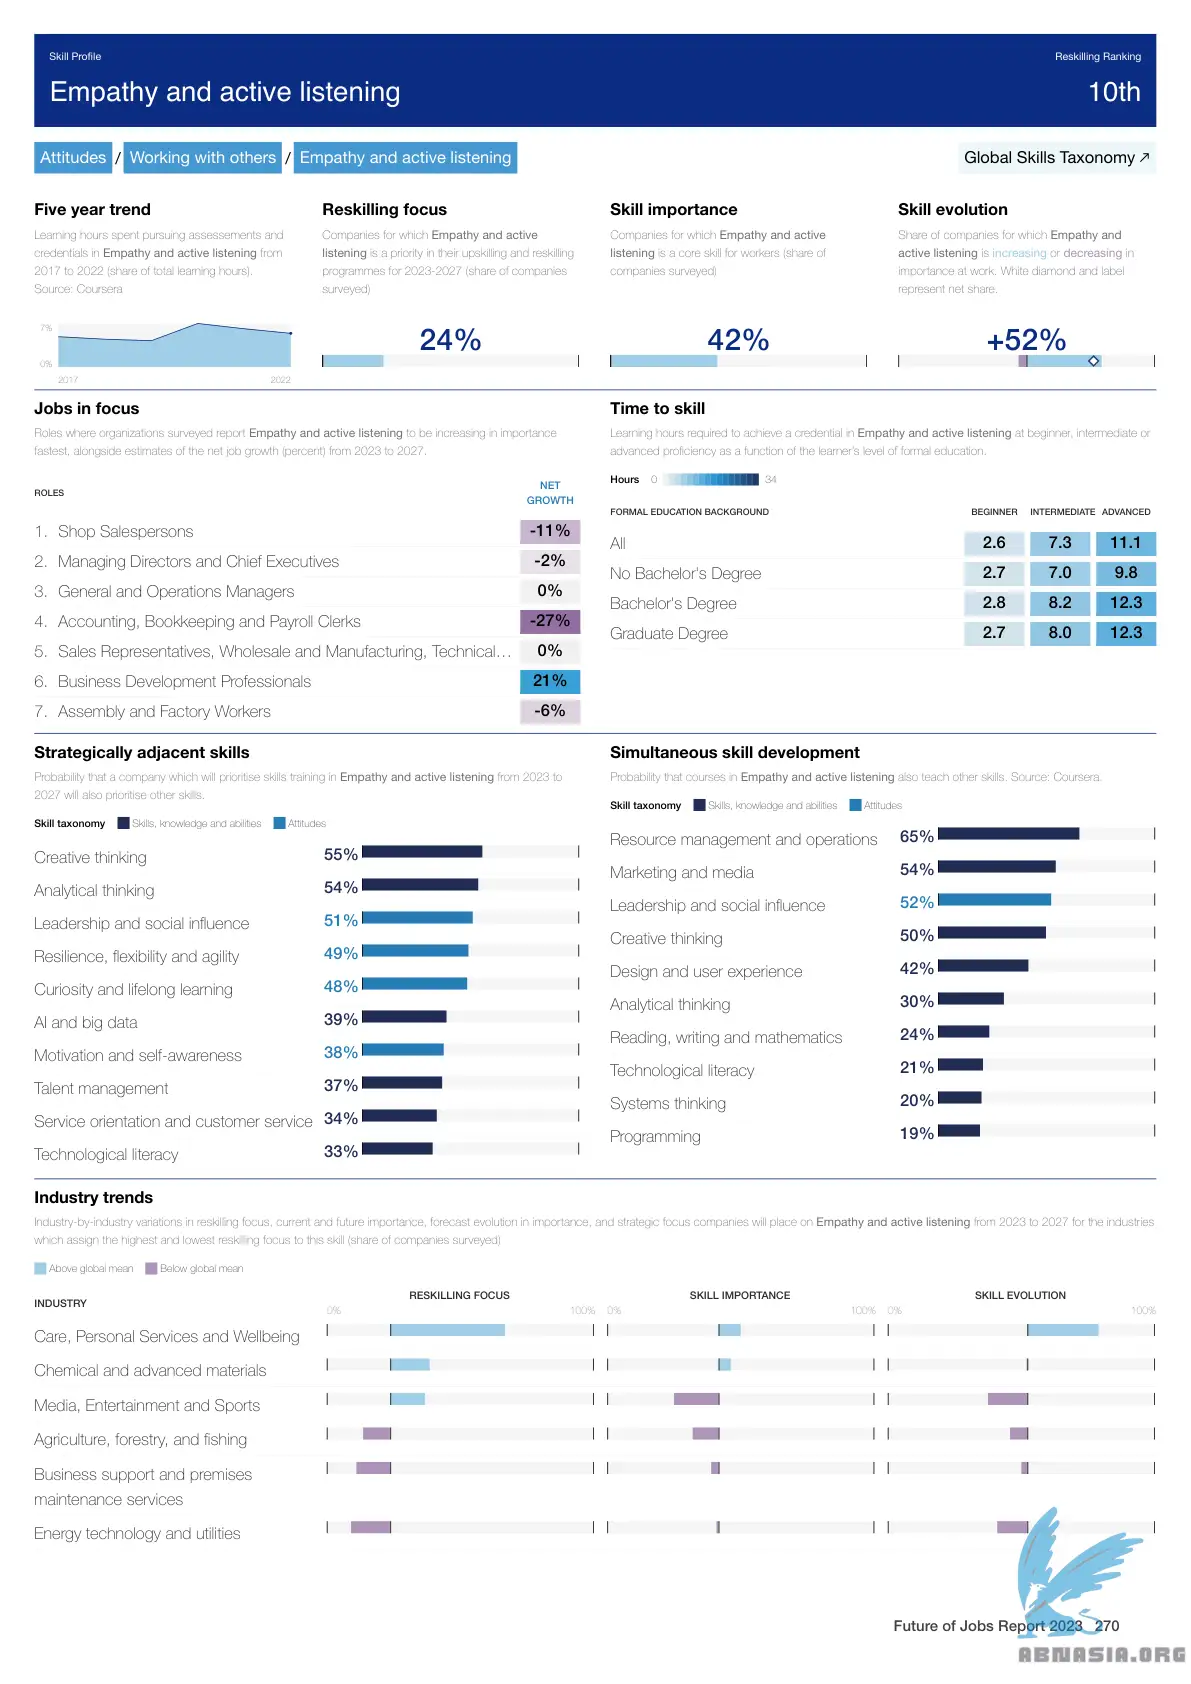 Skill Profile
Reskilling Ranking
Empathy and active listening
10th
Attitudes / Working with others / Empathy and active listening
Global Skills Taxonomy ↗
Five year trend
Learning hours spent pursuing assessements and
credentials in Empathy and active listening from
2017 to 2022 (share of total learning hours).
Source: Coursera
7%
0%
2017
2022
Reskilling focus
Companies for which Empathy and active
listening is a priority in their upskilling and reskilling
programmes for 2023-2027 (share of companies
surveyed)
24%
Skill importance
Companies for which Empathy and active
listening is a core skill for workers (share of
companies surveyed)
42%
Skill evolution
Share of companies for which Empathy and
active listening is increasing or decreasing in
importance at work. White diamond and label
represent net share.
+52%
Jobs in focus
Roles where organizations surveyed report Empathy and active listening to be increasing in importance
fastest, alongside estimates of the net job growth (percent) from 2023 to 2027.
ROLES
NET
GROWTH
1. Shop Salespersons -11%
2. Managing Directors and Chief Executives -2%
3. General and Operations Managers 0%
4. Accounting, Bookkeeping and Payroll Clerks -27%
5. Sales Representatives, Wholesale and Manufacturing, Technical... 0%
6. Business Development Professionals 21%
7. Assembly and Factory Workers -6%
Time to skill
Learning hours required to achieve a credential in Empathy and active listening at beginner, intermediate or
advanced proficiency as a function of the learner's level of formal education.
Hours 0 34
FORMAL EDUCATION BACKGROUND BEGINNER INTERMEDIATE ADVANCED
All 2.6 7.3 11.1
No Bachelor's Degree 2.7 7.0 9.8
Bachelor's Degree 2.8 8.2 12.3
Graduate Degree 2.7 8.0 12.3
Strategically adjacent skills
Probability that a company which will prioritise skills training in Empathy and active listening from 2023 to
2027 will also prioritise other skills.
Skill taxonomy Skills, knowledge and abilities Attitudes
Creative thinking 55%
Analytical thinking 54%
Leadership and social influence 51%
Resilience, flexibility and agility 49%
Curiosity and lifelong learning 48%
AI and big data 39%
Motivation and self-awareness 38%
Talent management 37%
Service orientation and customer service 34%
Technological literacy 33%
Simultaneous skill development
Probability that courses in Empathy and active listening also teach other skills. Source: Coursera.
Skill taxonomy Skills, knowledge and abilities Attitudes
Resource management and operations 65%
Marketing and media 54%
Leadership and social influence 52%
Creative thinking 50%
Design and user experience 42%
Analytical thinking 30%
Reading, writing and mathematics 24%
Technological literacy 21%
Systems thinking 20%
Programming 19%
Industry trends
Industry-by-industry variations in reskilling focus, current and future importance, forecast evolution in importance, and strategic focus companies will place on Empathy and active listening from 2023 to 2027 for the industries
which assign the highest and lowest reskilling focus to this skill (share of companies surveyed)
Above global mean Below global mean
INDUSTRY
RESKILLING FOCUS SKILL IMPORTANCE SKILL EVOLUTION
0% 100% 0% 100% 0% 100%
Care, Personal Services and Wellbeing
Chemical and advanced materials
Media, Entertainment and Sports
Agriculture, forestry, and fishing
Business support and premises
maintenance services
Energy technology and utilities
Future of Jobs Report 2023 270
ABNASIA.ORG